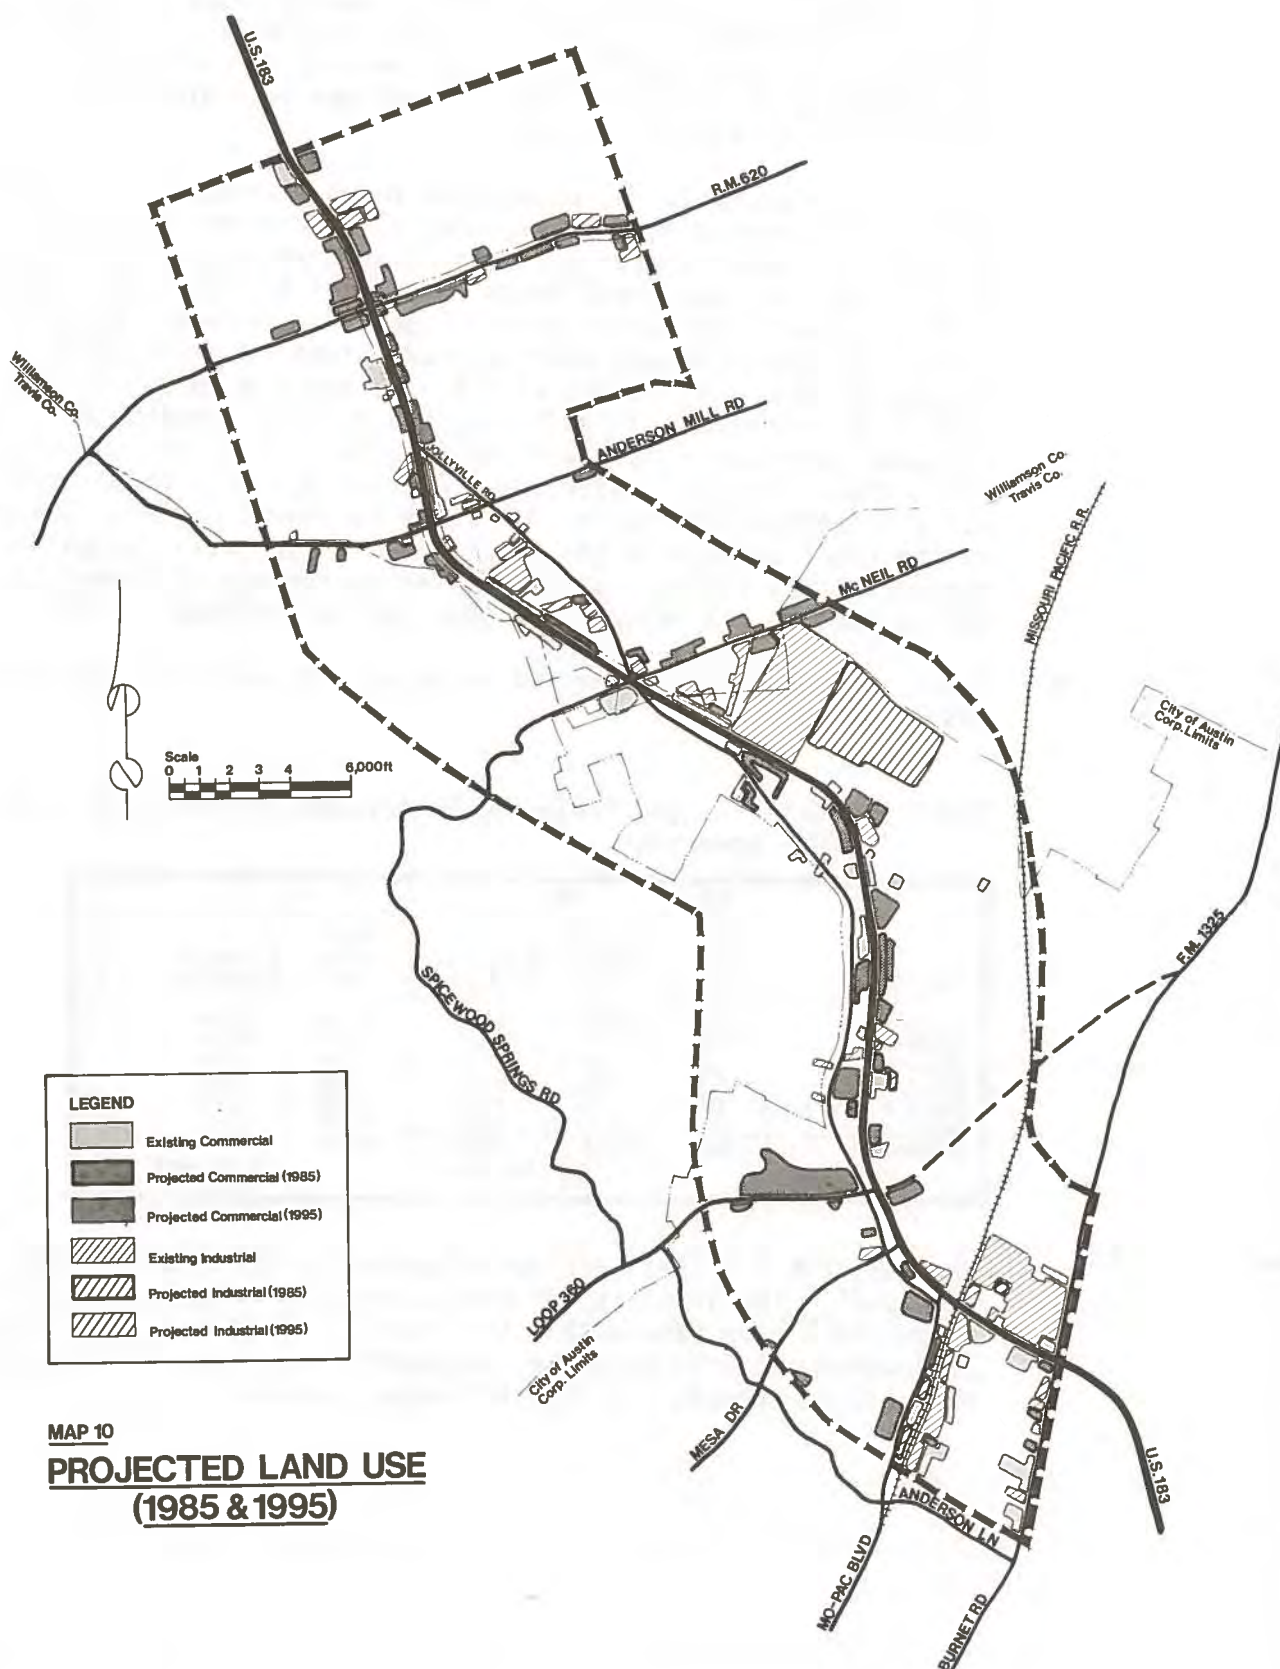 U.S.183
R.M.620
Williamson Co.
Travis Co.
JOLLYVILLE RD
ANDERSON MILL RD
Williamson Co.
Travis Co.
MISSOURI PACIFIC R.R.
Mc NEIL RD
City of Austin
Corp. Limits
Scale
0 1 2 3 4 6,000ft
SPICEWOOD SPRINGS RD
F.M. 1325
LEGEND
Existing Commercial
Projected Commercial (1985)
Projected Commercial (1995)
Existing Industrial
Projected Industrial (1985)
Projected Industrial (1995)
LOOP 360
City of Austin
Corp. Limits
MESA DR
U.S.183
ANDERSON LN
MO-PAC BLVD
BURNET RD
MAP 10
PROJECTED LAND USE
(1985 & 1995)